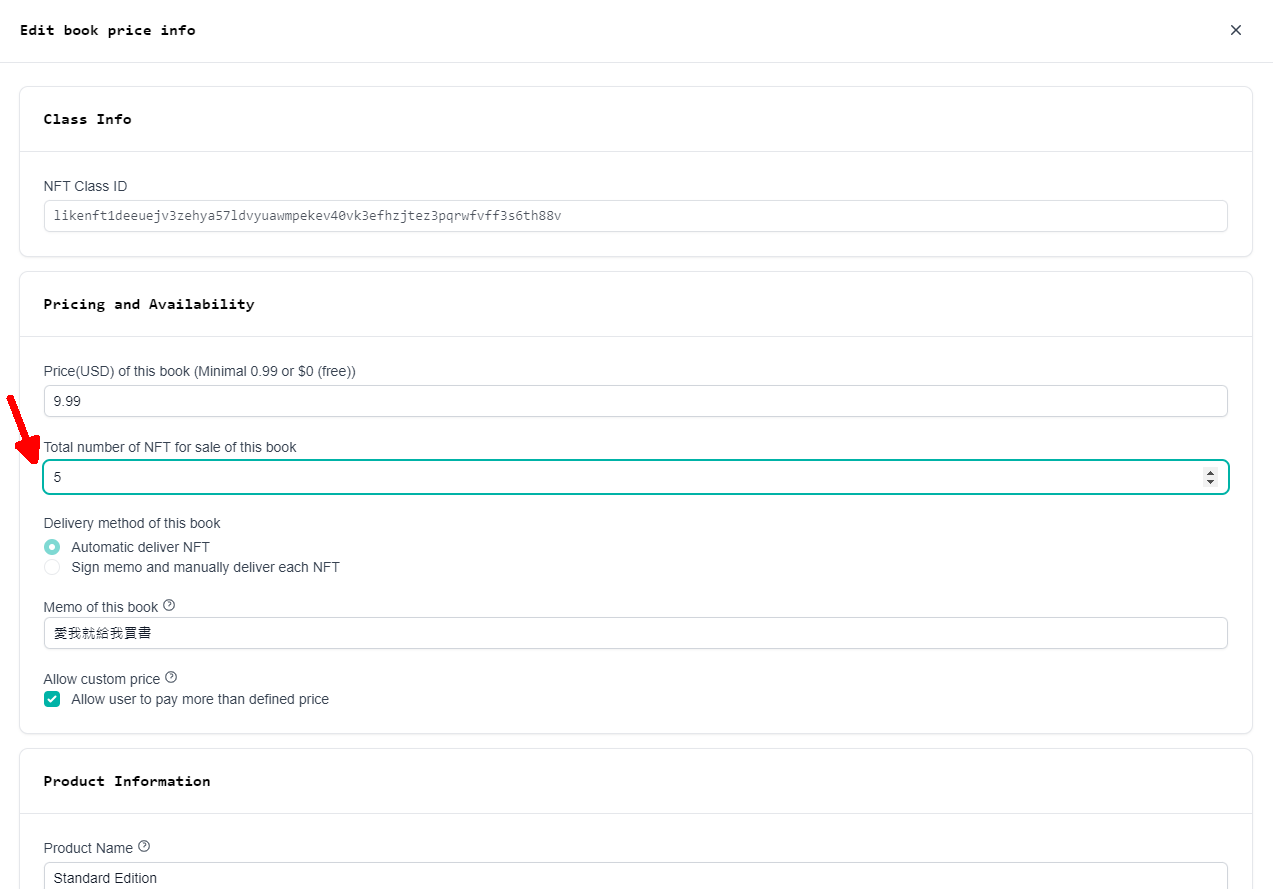 Edit book price info
Class Info
NFT Class ID
likenft1deeuejv3zehya57ldvyuawmpekev40vk3efhzjtez3pqrwfvff3s6th88v
Pricing and Availability
Price(USD) of this book (Minimal 0.99 or $0 (free))
9.99
Total number of NFT for sale of this book
5
Delivery method of this book
Automatic deliver NFT
Sign memo and manually deliver each NFT
Memo of this book
愛我就給我買書
Allow custom price
Allow user to pay more than defined price
Product Information
Product Name
Standard Edition